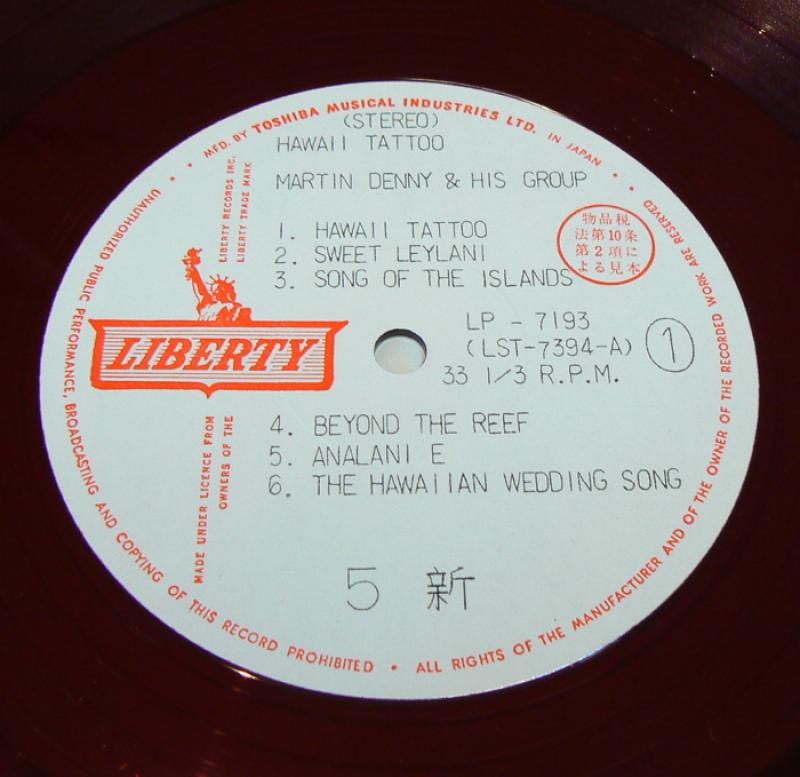 • MFD. BY TOSHIBA MUSICAL INDUSTRIES LTD. IN JAPAN •
(STEREO)
HAWAII TATTOO
MARTIN DENNY & HIS GROUP
LIBERTY RECORDS INC.
LIBERTY TRADE MARK
1. HAWAII TATTOO
2. SWEET LEYLANI
3. SONG OF THE ISLANDS
物品税
法第10条
第2項に
よる見本
LIBERTY
LP - 7193
(LST-7394-A)
1
33 1/3 R.P.M.
4. BEYOND THE REEF
5. ANALANI E
6. THE HAWAIIAN WEDDING SONG
MADE UNDER LICENCE FROM
OWNERS OF THE
5 新
• UNAUTHORIZED PUBLIC PERFORMANCE, BROADCASTING AND COPYING OF THIS RECORD PROHIBITED • ALL RIGHTS OF THE MANUFACTURER AND OF THE OWNER OF THE RECORDED WORK ARE RESERVED •